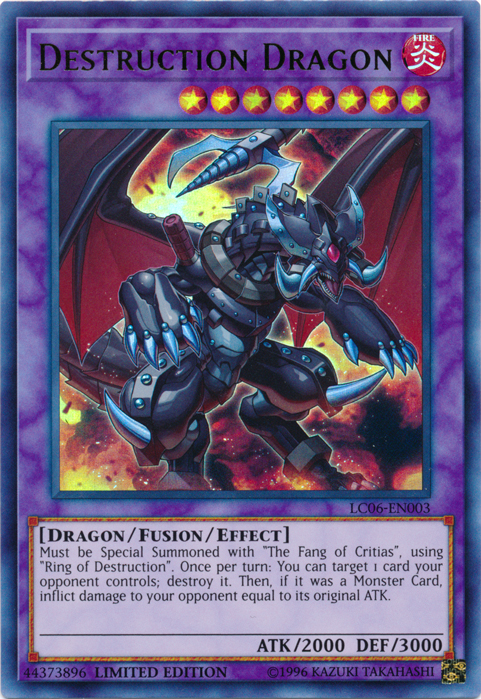 DESTRUCTION DRAGON
FIRE
炎
LC06-EN003
[DRAGON/FUSION/EFFECT]
Must be Special Summoned with "The Fang of Critias", using
"Ring of Destruction". Once per turn: You can target 1 card your
opponent controls; destroy it. Then, if it was a Monster Card,
inflict damage to your opponent equal to its original ATK.
ATK/2000 DEF/3000
44373896 LIMITED EDITION ©1996 KAZUKI TAKAHASHI